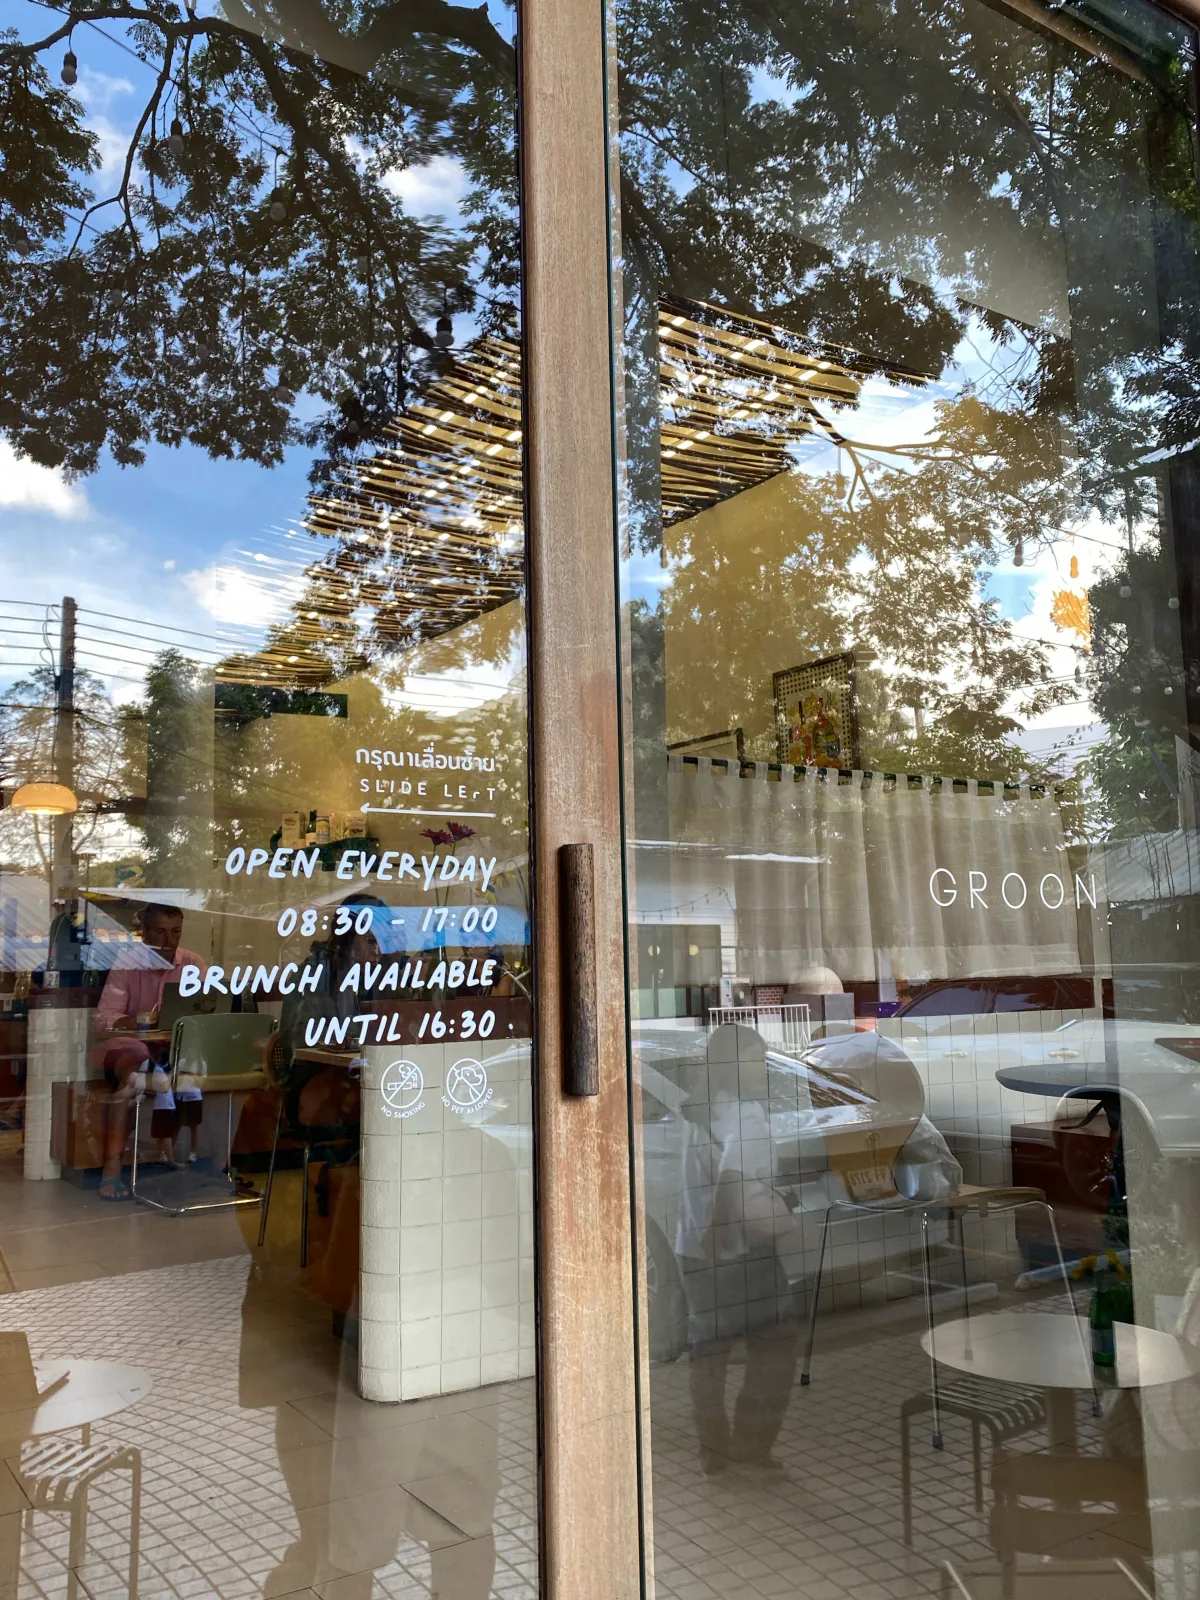 กรุณาเลื่อนซ้าย
SLIDE LEFT
OPEN EVERYDAY
08:30 - 17:00
BRUNCH AVAILABLE
UNTIL 16:30.
NO SMOKING
NO PET ALLOWED
GROON